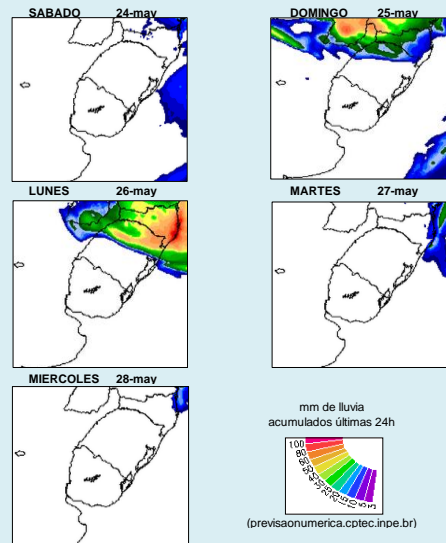 SABADO 24-may
DOMINGO 25-may
LUNES 26-may
MARTES 27-may
MIERCOLES 28-may
mm de lluvia
acumulados últimas 24h
100
80
(previsaonumerica.cptec.inpe.br)